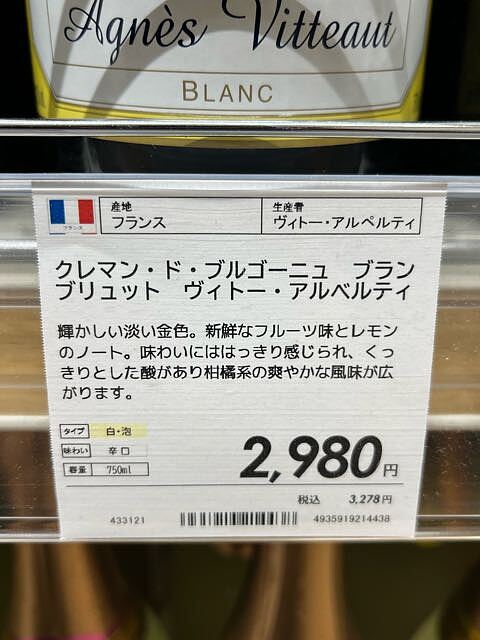 Agnès Vitteaut
BLANC
フランス
産地
フランス
生産者
ヴィトー・アルペルティ
クレマン・ド・ブルゴーニュ ブラン
ブリュット ヴィトー・アルベルティ
輝かしい淡い金色。新鮮なフルーツ味とレモン
のノート。味わいにははっきり感じられ、くっ
きりとした酸があり柑橘系の爽やかな風味が広
がります。
タイプ 白・泡
味わい 辛口
容量 750ml
2,980円
税込 3,278円
433121 4935919214438